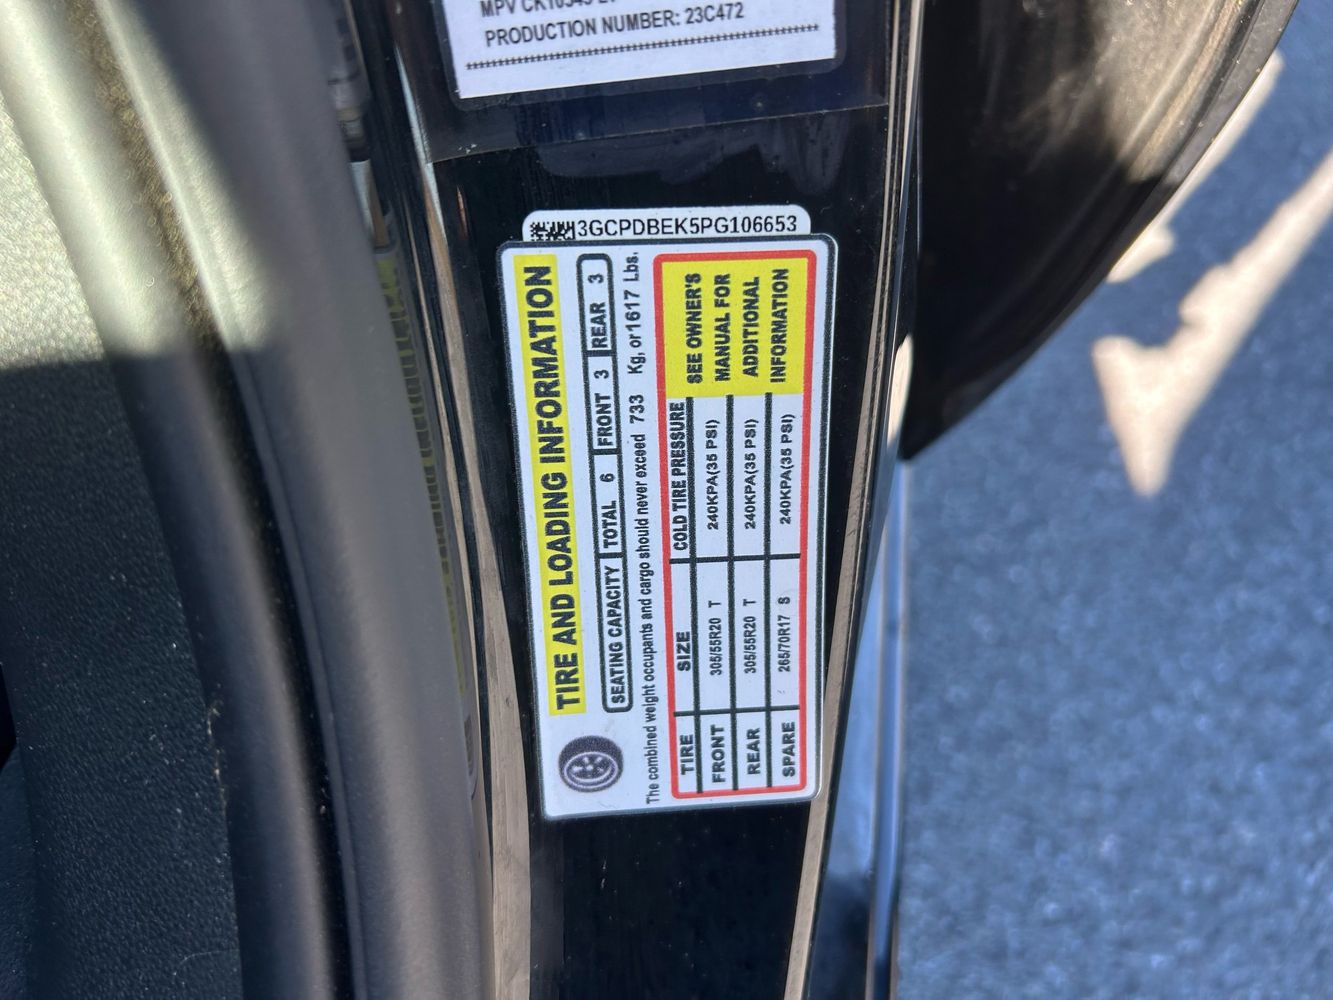 PRODUCTION NUMBER: 23C472
****************************************
3GCPDBEK5PG106653
TIRE AND LOADING INFORMATION
SEATING CAPACITY TOTAL 6 FRONT 3 REAR 3
The combined weight occupants and cargo should never exceed 733 Kg, or1617 Lbs.
TIRE SIZE COLD TIRE PRESSURE
FRONT 305/55R20 T 240KPA(35 PSI)
REAR 305/55R20 T 240KPA(35 PSI)
SPARE 265/70R17 S 240KPA(35 PSI)
SEE OWNER'S
MANUAL FOR
ADDITIONAL
INFORMATION